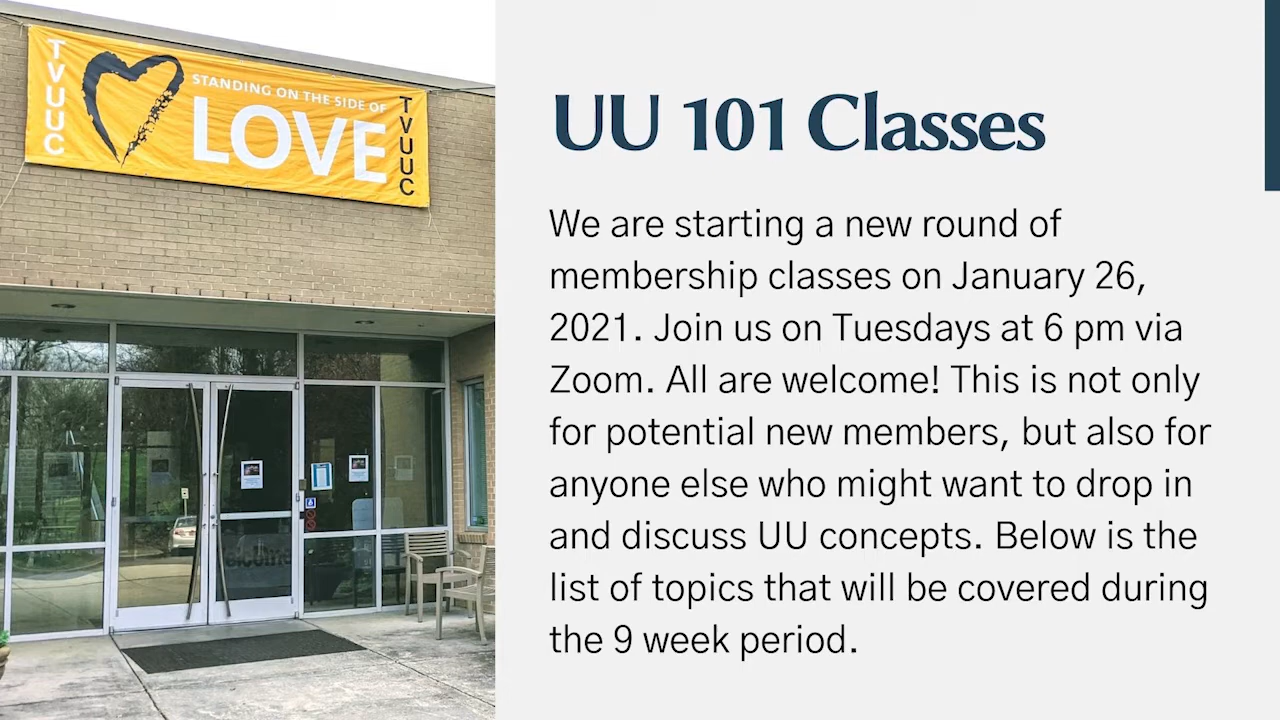 TVUUC
STANDING ON THE SIDE OF
LOVE
TVUUC
UU 101 Classes
We are starting a new round of
membership classes on January 26,
2021. Join us on Tuesdays at 6 pm via
Zoom. All are welcome! This is not only
for potential new members, but also for
anyone else who might want to drop in
and discuss UU concepts. Below is the
list of topics that will be covered during
the 9 week period.